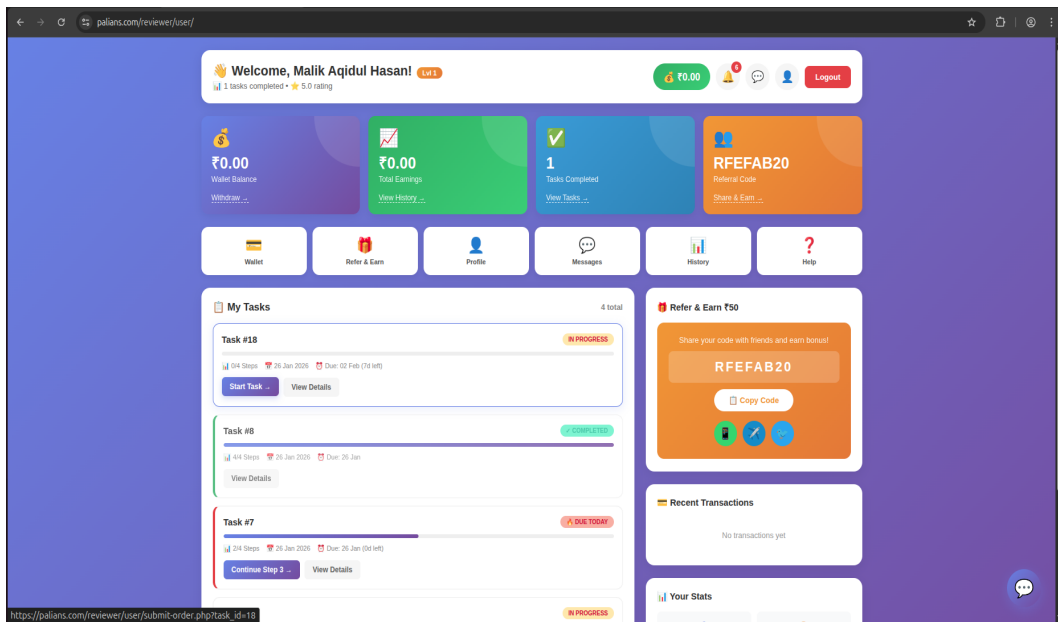 palians.com/reviewer/user/
👋 Welcome, Malik Aqidul Hasan! Lvl 1
📊 1 tasks completed • ⭐ 5.0 rating
💰 ₹0.00
6
Logout
₹0.00
Wallet Balance
Withdraw →
₹0.00
Total Earnings
View History →
1
Tasks Completed
View Tasks →
RFEFAB20
Referral Code
Share & Earn →
Wallet
Refer & Earn
Profile
Messages
History
Help
📋 My Tasks
4 total
Task #18
IN PROGRESS
📊 0/4 Steps 📅 26 Jan 2026 ⏰ Due: 02 Feb (7d left)
Start Task →
View Details
Task #8
✓ COMPLETED
📊 4/4 Steps 📅 26 Jan 2026 ⏰ Due: 26 Jan
View Details
Task #7
🔥 DUE TODAY
📊 2/4 Steps 📅 26 Jan 2026 ⏰ Due: 26 Jan (0d left)
Continue Step 3 →
View Details
IN PROGRESS
🎁 Refer & Earn ₹50
Share your code with friends and earn bonus!
RFEFAB20
📋 Copy Code
💳 Recent Transactions
No transactions yet
📊 Your Stats
https://palians.com/reviewer/user/submit-order.php?task_id=18